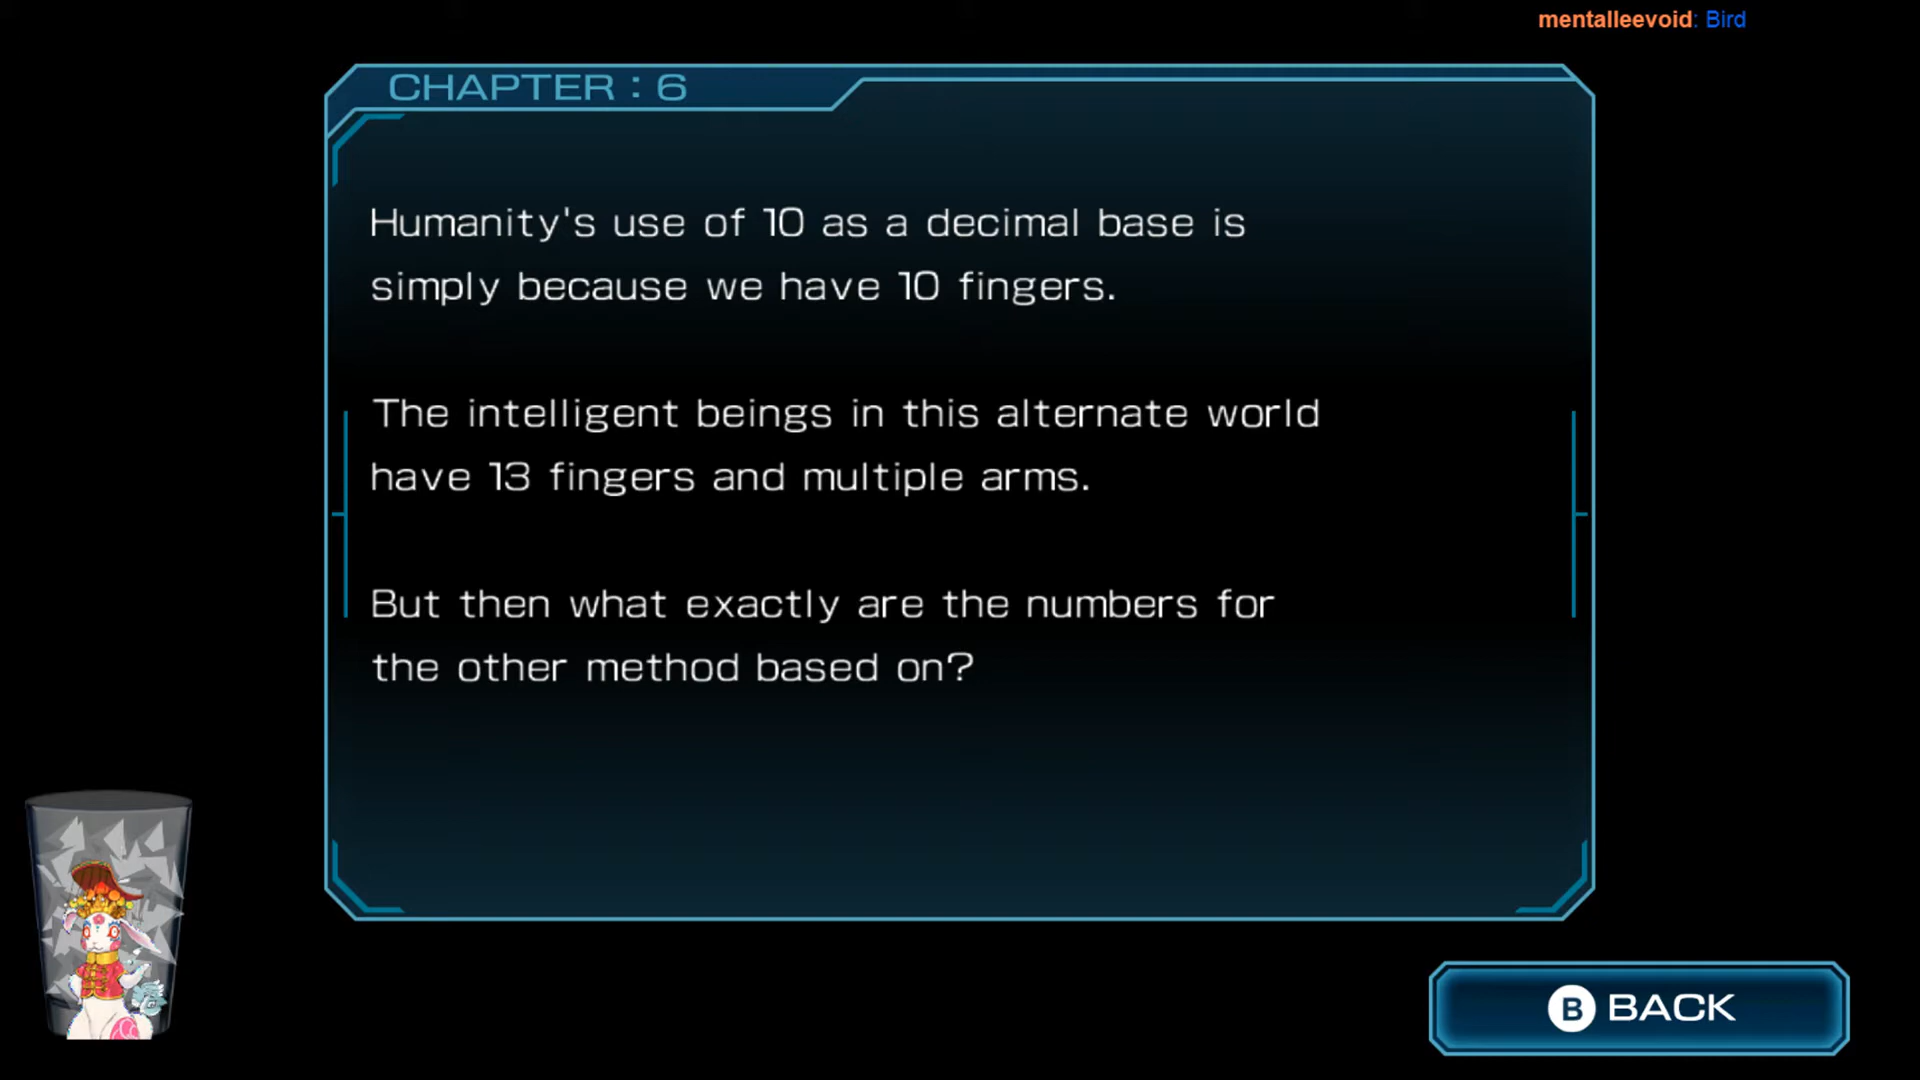 mentalleevoid: Bird
CHAPTER : 6
Humanity's use of 10 as a decimal base is
simply because we have 10 fingers.
The intelligent beings in this alternate world
have 13 fingers and multiple arms.
But then what exactly are the numbers for
the other method based on?
B BACK